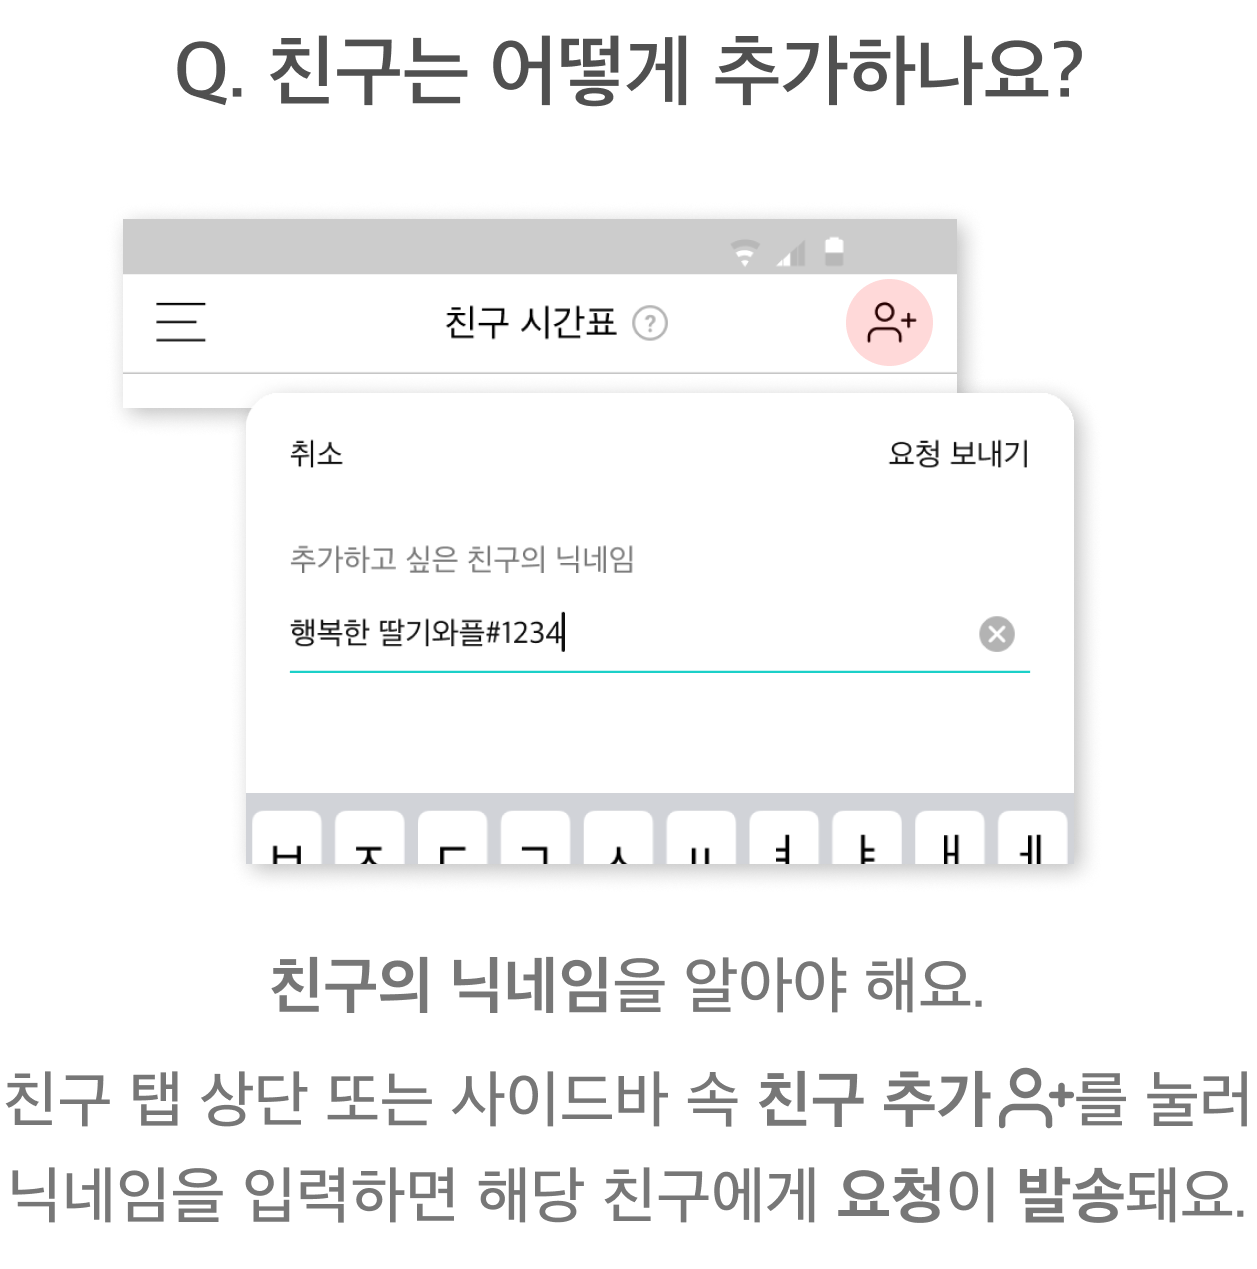 Q. 친구는 어떻게 추가하나요?
친구 시간표 ?
취소 요청 보내기
추가하고 싶은 친구의 닉네임
행복한 딸기와플#1234
ㅂ ㅈ ㄷ ㄱ ㅅ ㅛ ㅕ ㅑ ㅐ ㅔ
친구의 닉네임을 알아야 해요.
친구 탭 상단 또는 사이드바 속 친구 추가를 눌러
닉네임을 입력하면 해당 친구에게 요청이 발송돼요.